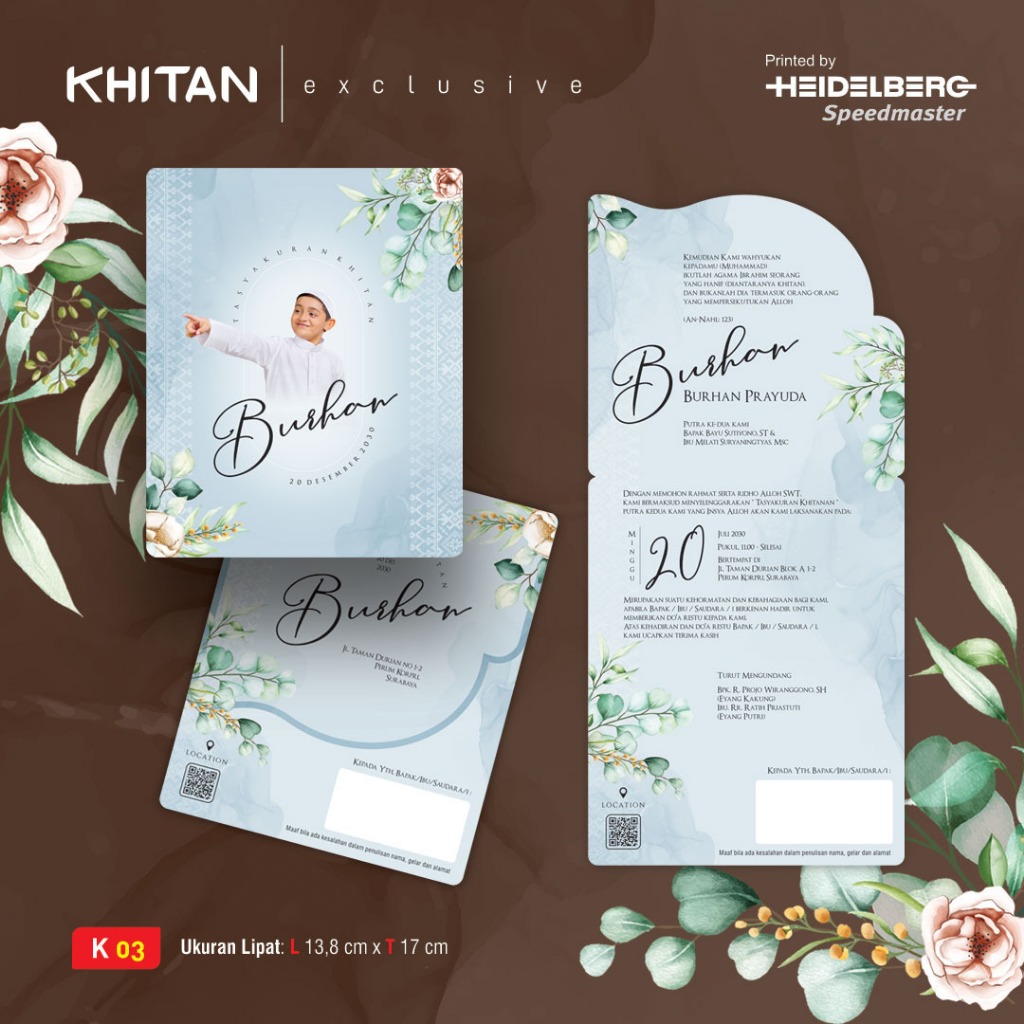 KHITAN | exclusive
Printed by
HEIDELBERG
Speedmaster
TASYAKURAN KHITAN
Burhan
20 DESEMBER 2030
2030
Burhan
JL. TAMAN DURIAN NO 1-2
PERUM KORPRI,
SURABAYA
LOCATION
KEPADA YTH. BAPAK/IBU/SAUDARA/I :
Maaf bila ada kesalahan dalam penulisan nama, gelar dan alamat
KEMUDIAN KAMI WAHYUKAN
KEPADAMU (MUHAMMAD)
IKUTLAH AGAMA IBRAHIM SEORANG
YANG HANIF (DIANTARANYA KHITAN),
DAN BUKANLAH DIA TERMASUK ORANG-ORANG
YANG MEMPERSEKUTUKAN ALLOH
(AN-NAHL: 123)
Burhan
BURHAN PRAYUDA
PUTRA KE-DUA KAMI
BAPAK BAYU SUTIYONO, ST &
IBU MELATI SURYANINGTYAS, MSC
DENGAN MEMOHON RAHMAT SERTA RIDHO ALLOH SWT,
KAMI BERMAKSUD MENYELENGGARAKAN " TASYAKURAN KHITANAN "
PUTRA KEDUA KAMI YANG INSYA ALLOH AKAN KAMI LAKSANAKAN PADA:
MINGGU
20
JULI 2030
PUKUL 11.00 - SELESAI
BERTEMPAT DI
JL. TAMAN DURIAN BLOK A 1-2
PERUM KORPRI, SURABAYA
MERUPAKAN SUATU KEHORMATAN DAN KEBAHAGIAAN BAGI KAMI,
APABILA BAPAK / IBU / SAUDARA / I BERKENAN HADIR UNTUK
MEMBERIKAN DO'A RESTU KEPADA KAMI.
ATAS KEHADIRAN DAN DO'A RESTU BAPAK / IBU / SAUDARA / I,
KAMI UCAPKAN TERIMA KASIH
TURUT MENGUNDANG
BPK. R. PROJO WIRANGGONO, SH
(EYANG KAKUNG)
IBU. RR. RATIH PRIASTUTI
(EYANG PUTRI)
LOCATION
KEPADA YTH. BAPAK/IBU/SAUDARA/I :
Maaf bila ada kesalahan dalam penulisan nama, gelar dan alamat
K 03
Ukuran Lipat: L 13,8 cm x T 17 cm